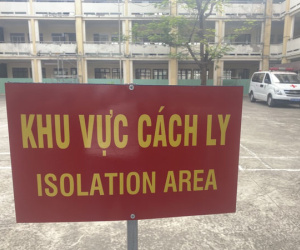 KHU VỰC CÁCH LY
ISOLATION AREA